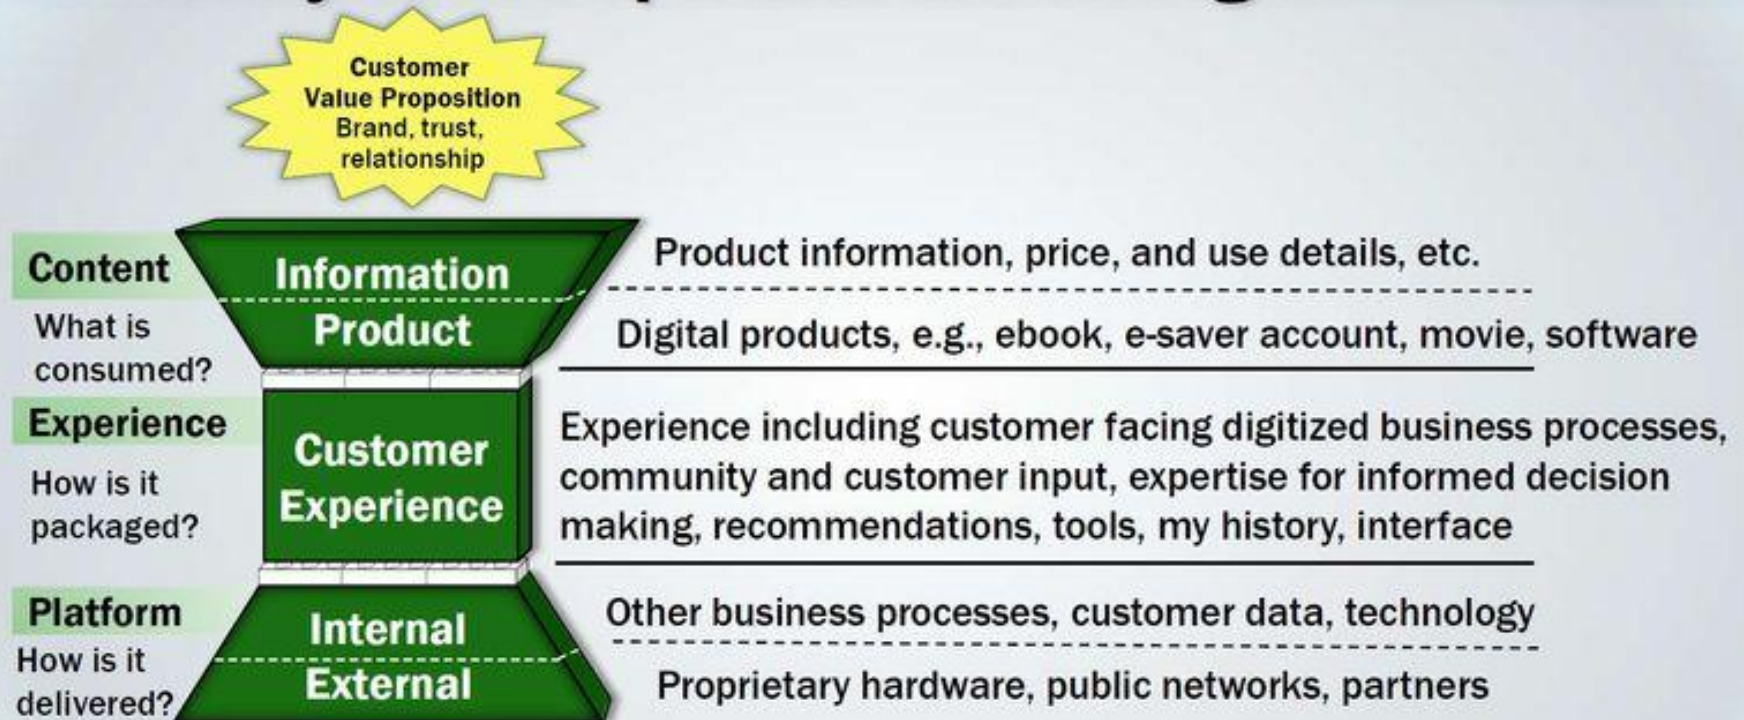 Customer
Value Proposition
Brand, trust,
relationship
Content
What is
consumed?
Information
Product
Product information, price, and use details, etc.
Digital products, e.g., ebook, e-saver account, movie, software
Experience
How is it
packaged?
Customer
Experience
Experience including customer facing digitized business processes,
community and customer input, expertise for informed decision
making, recommendations, tools, my history, interface
Platform
How is it
delivered?
Internal
External
Other business processes, customer data, technology
Proprietary hardware, public networks, partners